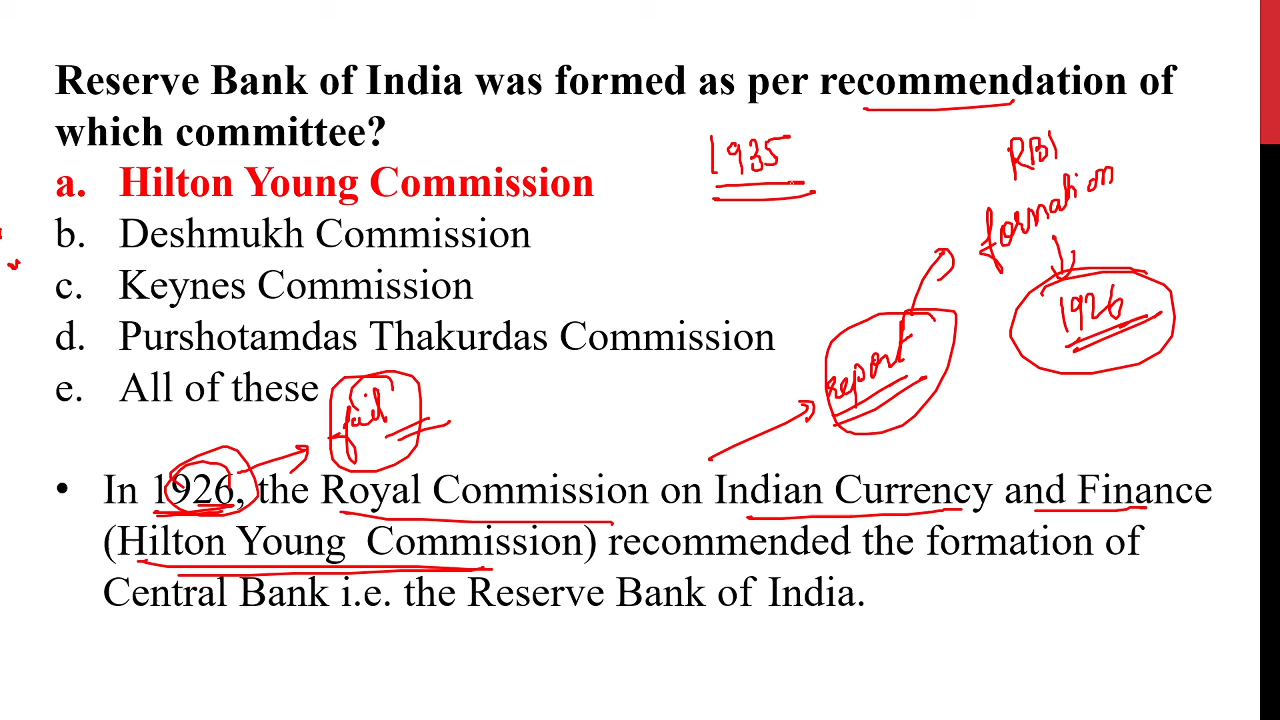 Reserve Bank of India was formed as per recommendation of
which committee?
1935
RBI
formation
1926
a. Hilton Young Commission
b. Deshmukh Commission
c. Keynes Commission
d. Purshotamdas Thakurdas Commission
report
e. All of these
fail
• In 1926, the Royal Commission on Indian Currency and Finance
(Hilton Young Commission) recommended the formation of
Central Bank i.e. the Reserve Bank of India.